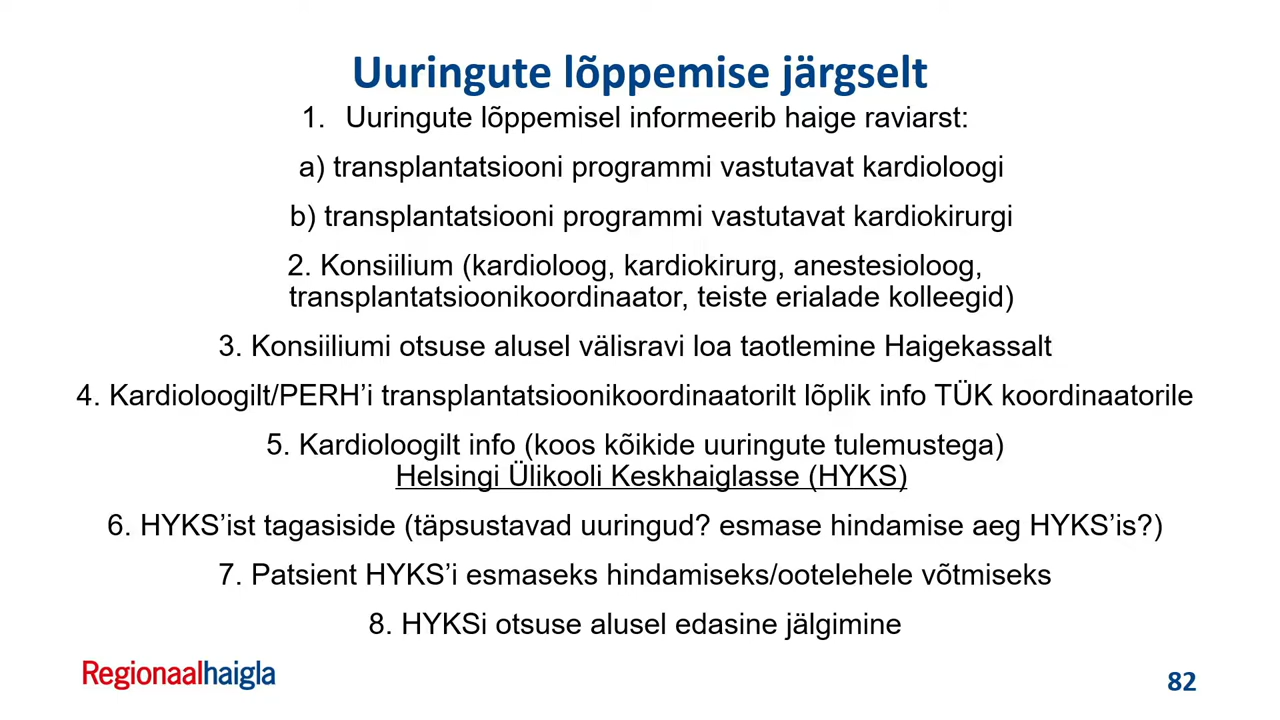 Uuringute lõppemise järgselt
1. Uuringute lõppemisel informeerib haige raviarst:
a) transplantatsiooni programmi vastutavat kardioloogi
b) transplantatsiooni programmi vastutavat kardiokirurgi
2. Konsiilium (kardioloog, kardiokirurg, anestesioloog,
transplantatsioonikoordinaator, teiste erialade kolleegid)
3. Konsiiliumi otsuse alusel välisravi loa taotlemine Haigekassalt
4. Kardioloogilt/PERH’i transplantatsioonikoordinaatorilt lõplik info TÜK koordinaatorile
5. Kardioloogilt info (koos kõikide uuringute tulemustega)
Helsingi Ülikooli Keskhaiglasse (HYKS)
6. HYKS’ist tagasiside (täpsustavad uuringud? esmase hindamise aeg HYKS’is?)
7. Patsient HYKS’i esmaseks hindamiseks/ootelehele võtmiseks
8. HYKSi otsuse alusel edasine jälgimine
Regionaalhaigla
82